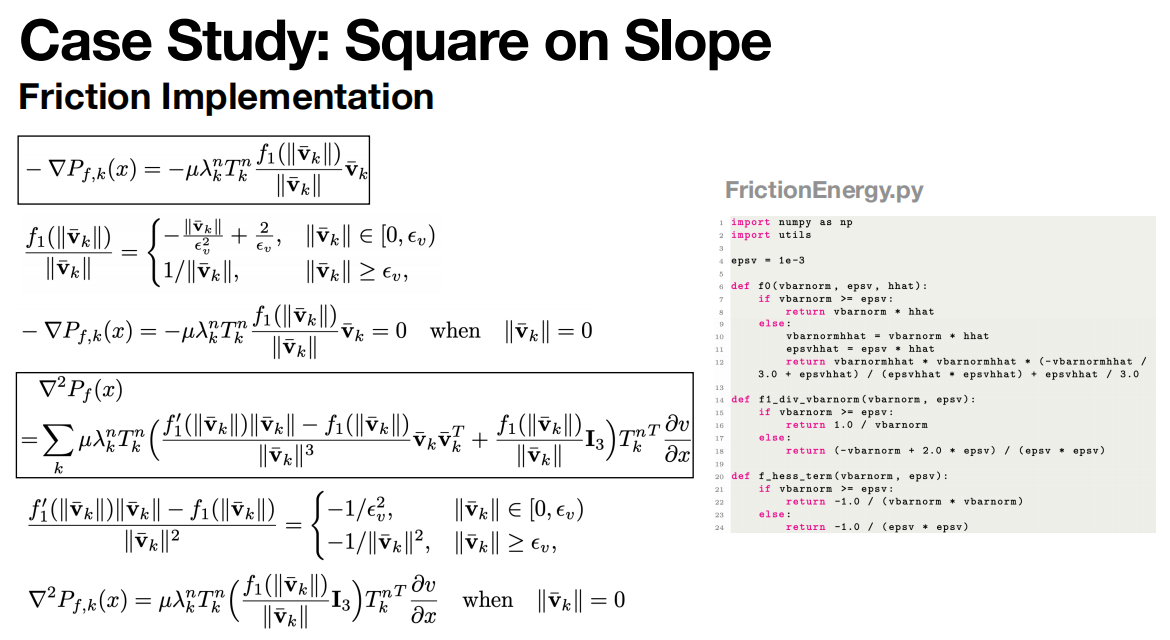 Case Study: Square on Slope
Friction Implementation
$-\nabla P_{f,k}(x) = -\mu\lambda_k^n T_k^n \frac{f_1(\|\bar{\mathbf{v}}_k\|)}{\|\bar{\mathbf{v}}_k\|} \bar{\mathbf{v}}_k$
$\frac{f_1(\|\bar{\mathbf{v}}_k\|)}{\|\bar{\mathbf{v}}_k\|} = \begin{cases} -\frac{\|\bar{\mathbf{v}}_k\|}{\epsilon_v^2} + \frac{2}{\epsilon_v}, & \|\bar{\mathbf{v}}_k\| \in [0, \epsilon_v) \\ 1/\|\bar{\mathbf{v}}_k\|, & \|\bar{\mathbf{v}}_k\| \geq \epsilon_v, \end{cases}$
$-\nabla P_{f,k}(x) = -\mu\lambda_k^n T_k^n \frac{f_1(\|\bar{\mathbf{v}}_k\|)}{\|\bar{\mathbf{v}}_k\|} \bar{\mathbf{v}}_k = 0 \quad \text{when} \quad \|\bar{\mathbf{v}}_k\| = 0$
$\nabla^2 P_f(x)$
$= \sum_k \mu\lambda_k^n T_k^n \left( \frac{f_1'(\|\bar{\mathbf{v}}_k\|)\|\bar{\mathbf{v}}_k\| - f_1(\|\bar{\mathbf{v}}_k\|)}{\|\bar{\mathbf{v}}_k\|^3} \bar{\mathbf{v}}_k \bar{\mathbf{v}}_k^T + \frac{f_1(\|\bar{\mathbf{v}}_k\|)}{\|\bar{\mathbf{v}}_k\|} \mathbf{I}_3 \right) T_k^{nT} \frac{\partial v}{\partial x}$
$\frac{f_1'(\|\bar{\mathbf{v}}_k\|)\|\bar{\mathbf{v}}_k\| - f_1(\|\bar{\mathbf{v}}_k\|)}{\|\bar{\mathbf{v}}_k\|^2} = \begin{cases} -1/\epsilon_v^2, & \|\bar{\mathbf{v}}_k\| \in [0, \epsilon_v) \\ -1/\|\bar{\mathbf{v}}_k\|^2, & \|\bar{\mathbf{v}}_k\| \geq \epsilon_v, \end{cases}$
$\nabla^2 P_{f,k}(x) = \mu\lambda_k^n T_k^n \left( \frac{f_1(\|\bar{\mathbf{v}}_k\|)}{\|\bar{\mathbf{v}}_k\|} \mathbf{I}_3 \right) T_k^{nT} \frac{\partial v}{\partial x} \quad \text{when} \quad \|\bar{\mathbf{v}}_k\| = 0$
FrictionEnergy.py
1 import numpy as np
2 import utils
3
4 epsv = 1e-3
5
6 def f0(vbarnorm, epsv, hhat):
7     if vbarnorm >= epsv:
8         return vbarnorm * hhat
9     else:
10         vbarnormhhat = vbarnorm * hhat
11         epsvhhat = epsv * hhat
12         return vbarnormhhat * vbarnormhhat * (-vbarnormhhat /
3.0 + epsvhhat) / (epsvhhat * epsvhhat) + epsvhhat / 3.0
13
14 def f1_div_vbarnorm(vbarnorm, epsv):
15     if vbarnorm >= epsv:
16         return 1.0 / vbarnorm
17     else:
18         return (-vbarnorm + 2.0 * epsv) / (epsv * epsv)
19
20 def f_hess_term(vbarnorm, epsv):
21     if vbarnorm >= epsv:
22         return -1.0 / (vbarnorm * vbarnorm)
23     else:
24         return -1.0 / (epsv * epsv)